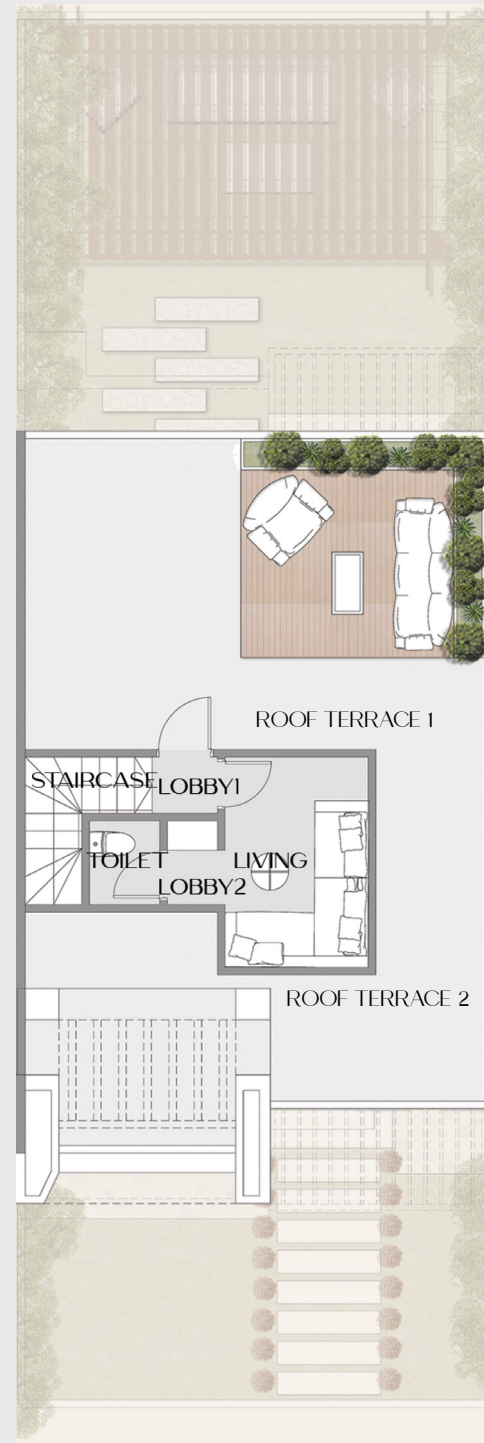 ROOF TERRACE 1
STAIRCASE
LOBBY1
TOILET
LIVING
LOBBY2
ROOF TERRACE 2